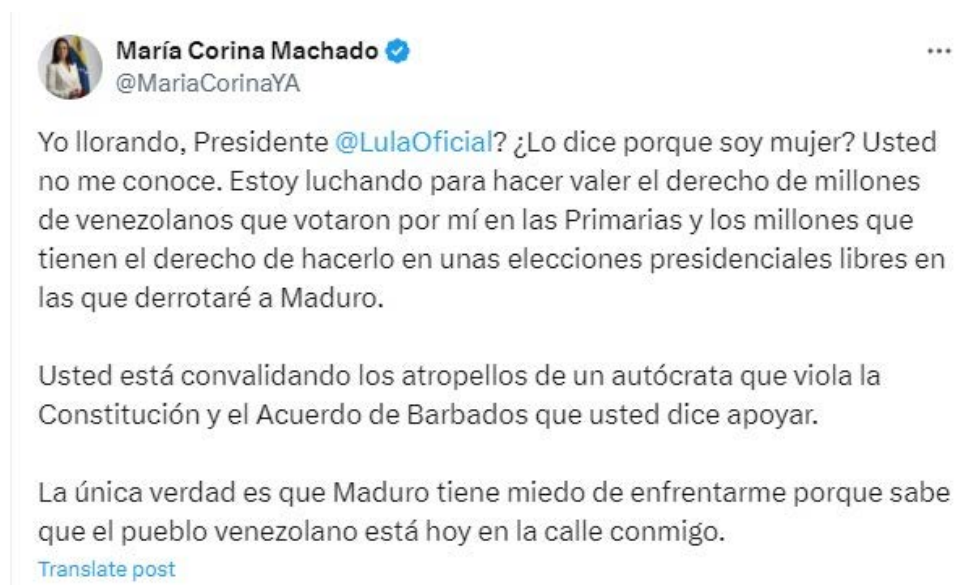 María Corina Machado
@MariaCorinaYA
Yo llorando, Presidente @LulaOficial? ¿Lo dice porque soy mujer? Usted
no me conoce. Estoy luchando para hacer valer el derecho de millones
de venezolanos que votaron por mí en las Primarias y los millones que
tienen el derecho de hacerlo en unas elecciones presidenciales libres en
las que derrotaré a Maduro.
Usted está convalidando los atropellos de un autócrata que viola la
Constitución y el Acuerdo de Barbados que usted dice apoyar.
La única verdad es que Maduro tiene miedo de enfrentarme porque sabe
que el pueblo venezolano está hoy en la calle conmigo.
Translate post